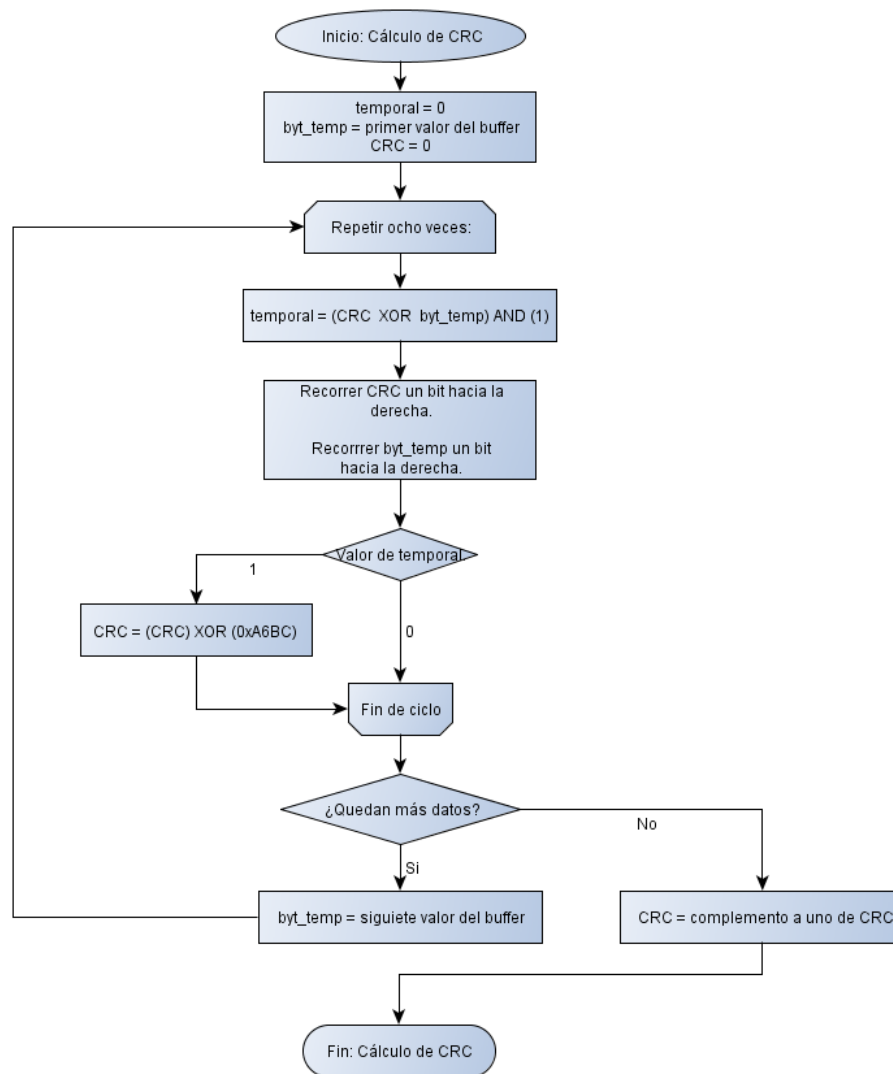 Inicio: Cálculo de CRC
temporal = 0
byt_temp = primer valor del buffer
CRC = 0
Repetir ocho veces:
temporal = (CRC XOR byt_temp) AND (1)
Recorrer CRC un bit hacia la
derecha.
Recorrrer byt_temp un bit
hacia la derecha.
Valor de temporal.
1
CRC = (CRC) XOR (0xA6BC)
0
Fin de ciclo
¿Quedan más datos?
No
Si
byt_temp = siguiete valor del buffer
CRC = complemento a uno de CRC
Fin: Cálculo de CRC